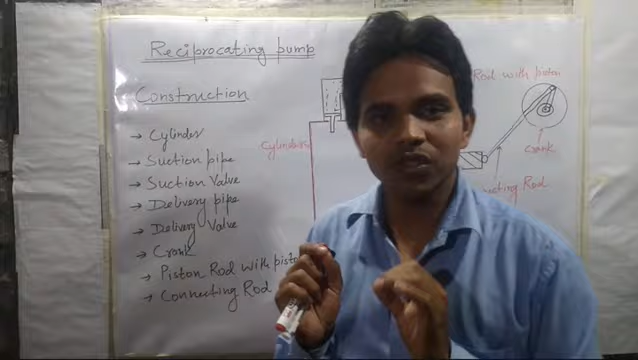 Reciprocating pump
Construction
→ Cylinder
→ Suction pipe
→ Suction Valve
→ Delivery pipe
→ Delivery Valve
→ Crank
→ Piston Rod with piston
→ Connecting Rod
Cylinder
Rod with piston
Crank
Rod